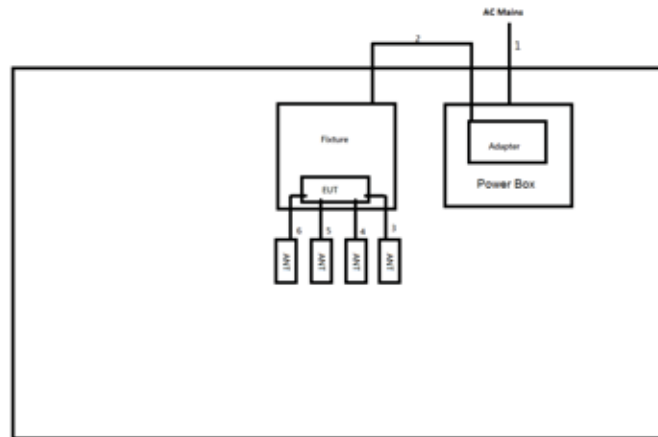 AC Mains
2
1
Fixture
Adapter
EUT
Power Box
6
5
4
3
ANT
ANT
ANT
ANT